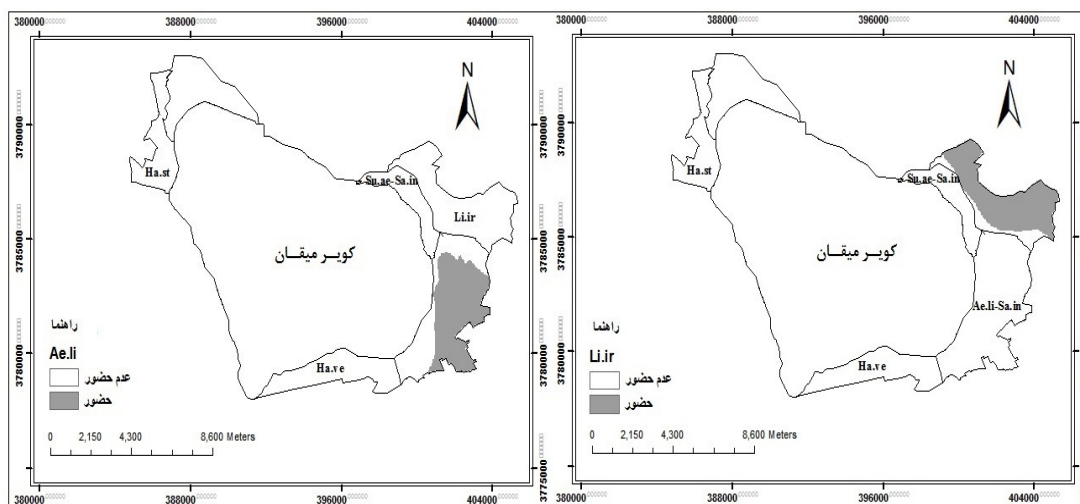 380000 388000 396000 404000
N
3790000
3785000
3780000
Ha.st
Su.ae-Sa.in
Li.ir
کویر میقان
Ha.ve
راهنما
Ae.li
عدم حضور
حضور
0 2,150 4,300 8,600 Meters
380000 388000 396000 404000
380000 388000 396000 404000
N
3790000
3785000
3780000
3775000
Ha.st
Su.ae-Sa.in
کویر میقان
Ae.li-Sa.in
Ha.ve
راهنما
Li.ir
عدم حضور
حضور
0 2,150 4,300 8,600 Meters
380000 388000 396000 404000